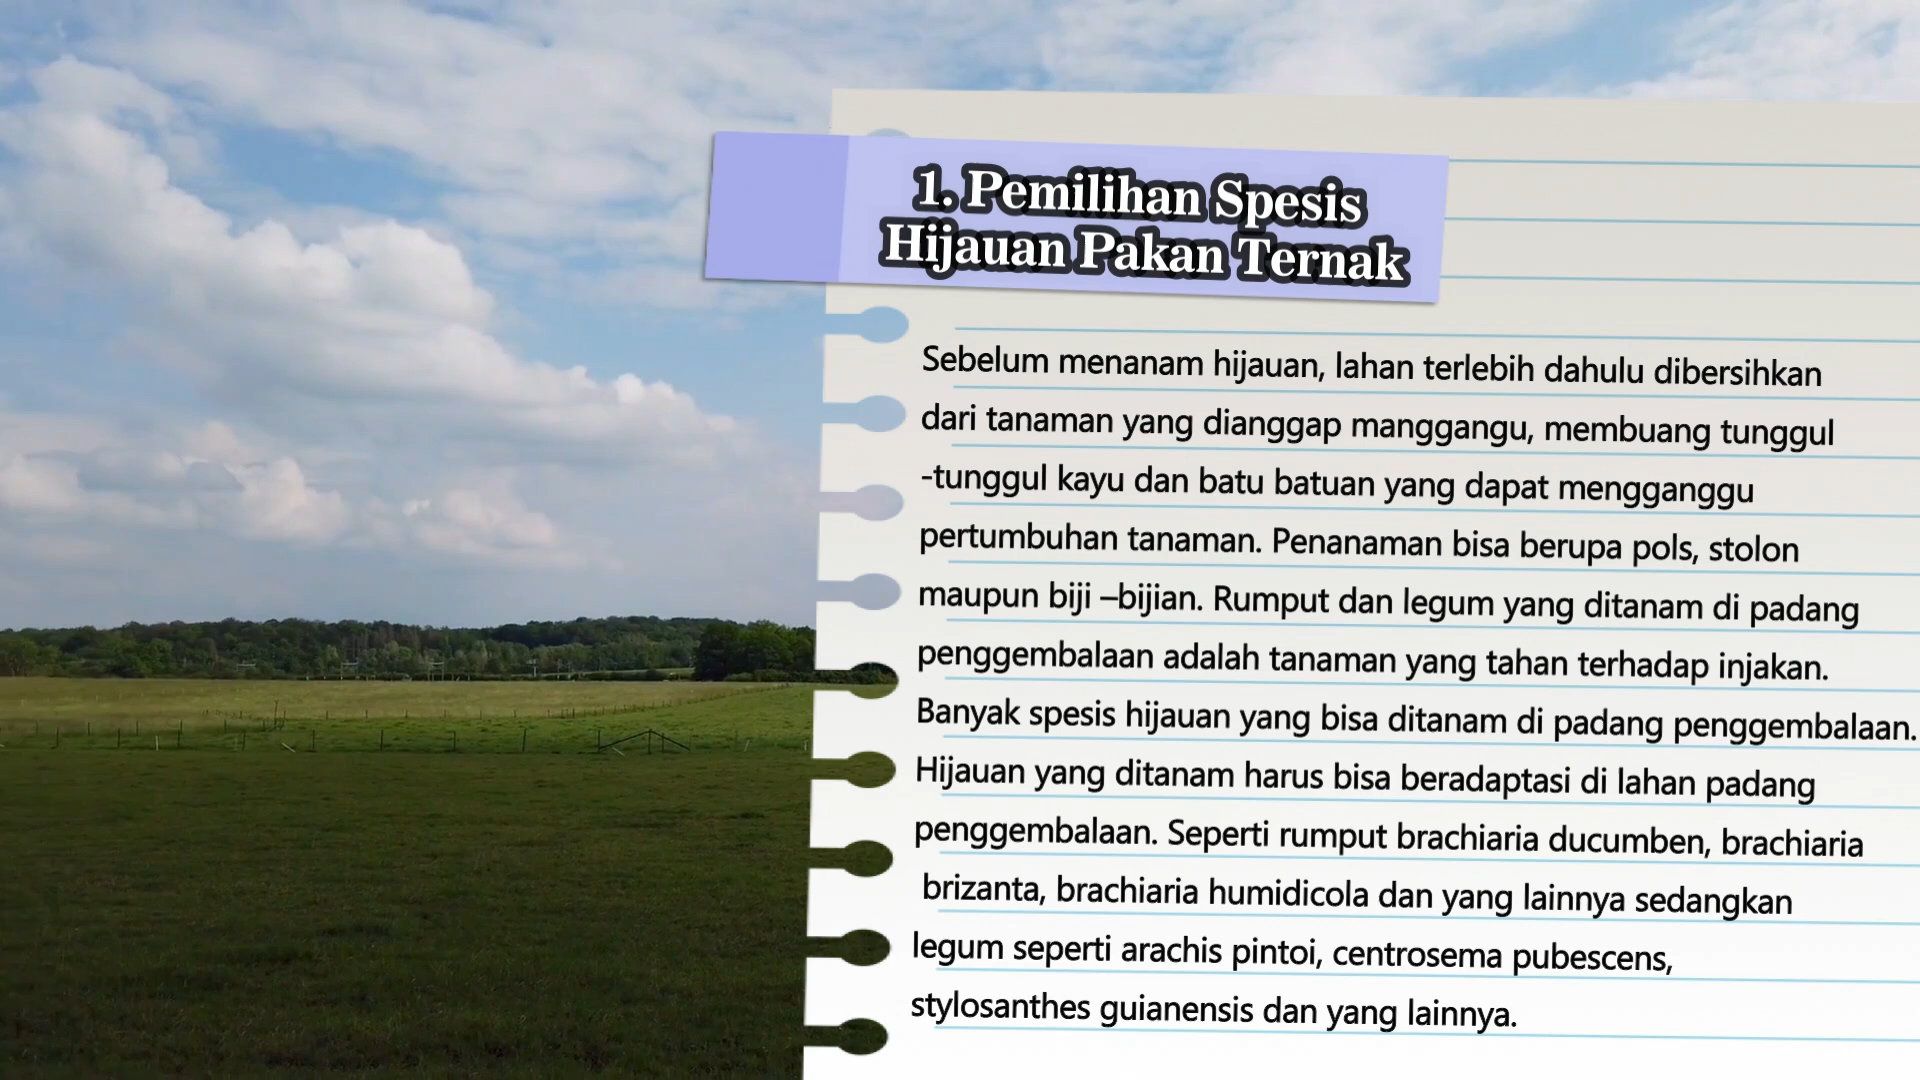 1. Pemilihan Spesis
Hijauan Pakan Ternak
Sebelum menanam hijauan, lahan terlebih dahulu dibersihkan
dari tanaman yang dianggap manggangu, membuang tunggul
-tunggul kayu dan batu batuan yang dapat mengganggu
pertumbuhan tanaman. Penanaman bisa berupa pols, stolon
maupun biji –bijian. Rumput dan legum yang ditanam di padang
penggembalaan adalah tanaman yang tahan terhadap injakan.
Banyak spesis hijauan yang bisa ditanam di padang penggembalaan.
Hijauan yang ditanam harus bisa beradaptasi di lahan padang
penggembalaan. Seperti rumput brachiaria ducumben, brachiaria
brizanta, brachiaria humidicola dan yang lainnya sedangkan
legum seperti arachis pintoi, centrosema pubescens,
stylosanthes guianensis dan yang lainnya.